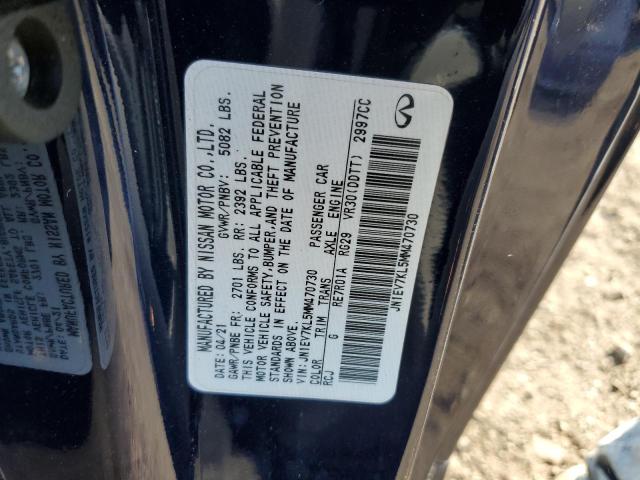 MANUFACTURED BY NISSAN MOTOR CO.,LTD.
04/21 GVWR/PNBV: 5082 LBS.
GAWR/PNBE FR: 2701 LBS. RR: 2392 LBS.
THIS VEHICLE CONFORMS TO ALL APPLICABLE FEDERAL
MOTOR VEHICLE SAFETY,BUMPER,AND THEFT PREVENTION
STANDARDS IN EFFECT ON THE DATE OF MANUFACTURE
SHOWN ABOVE.
VIN: JN1EV7KL5MM470730 PASSENGER CAR
COLOR TRIM TRANS AXLE ENGINE
RCJ G RE7R01A RG29 VR30(DDTT) 2997CC
JN1EV7KL5MM470730
INFINITI